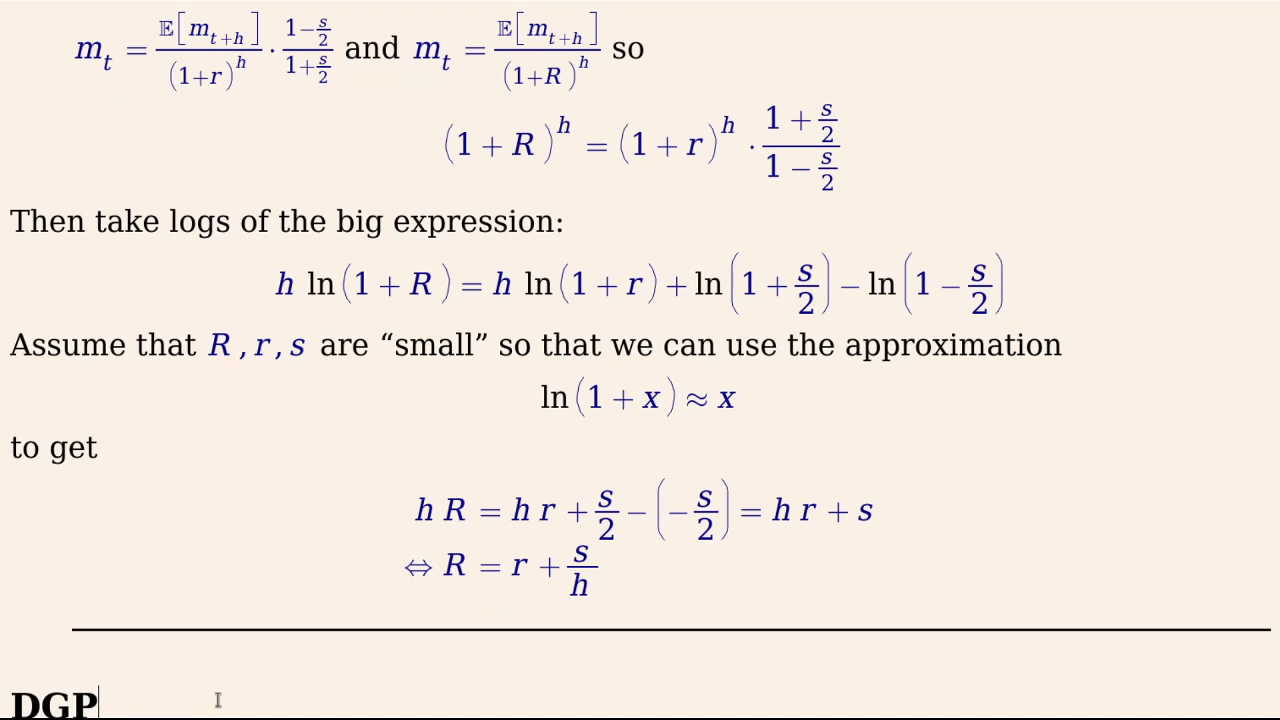 m_t = 𝔼[m_{t+h}]/(1+r)^h · (1−s/2)/(1+s/2) and m_t = 𝔼[m_{t+h}]/(1+R)^h so
(1 + R)^h = (1 + r)^h · (1 + s/2)/(1 − s/2)
Then take logs of the big expression:
h ln(1 + R) = h ln(1 + r) + ln(1 + s/2) − ln(1 − s/2)
Assume that R, r, s are “small” so that we can use the approximation
ln(1 + x) ≈ x
to get
h R = h r + s/2 − (−s/2) = h r + s
⇔ R = r + s/h
DGP